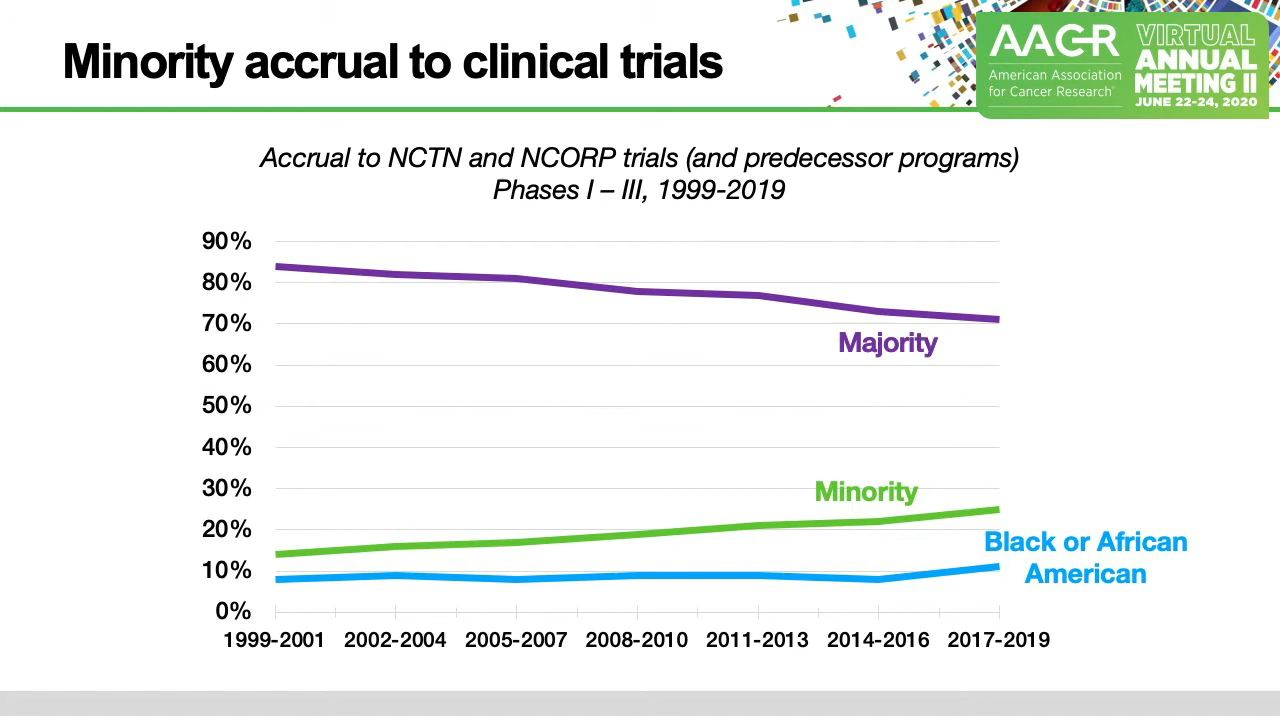 Minority accrual to clinical trials
AACR
American Association
for Cancer Research®
VIRTUAL
ANNUAL
MEETING II
JUNE 22-24, 2020
Accrual to NCTN and NCORP trials (and predecessor programs)
Phases I – III, 1999-2019
90%
80%
70%
60%
50%
40%
30%
20%
10%
0%
Majority
Minority
Black or African
American
1999-2001 2002-2004 2005-2007 2008-2010 2011-2013 2014-2016 2017-2019